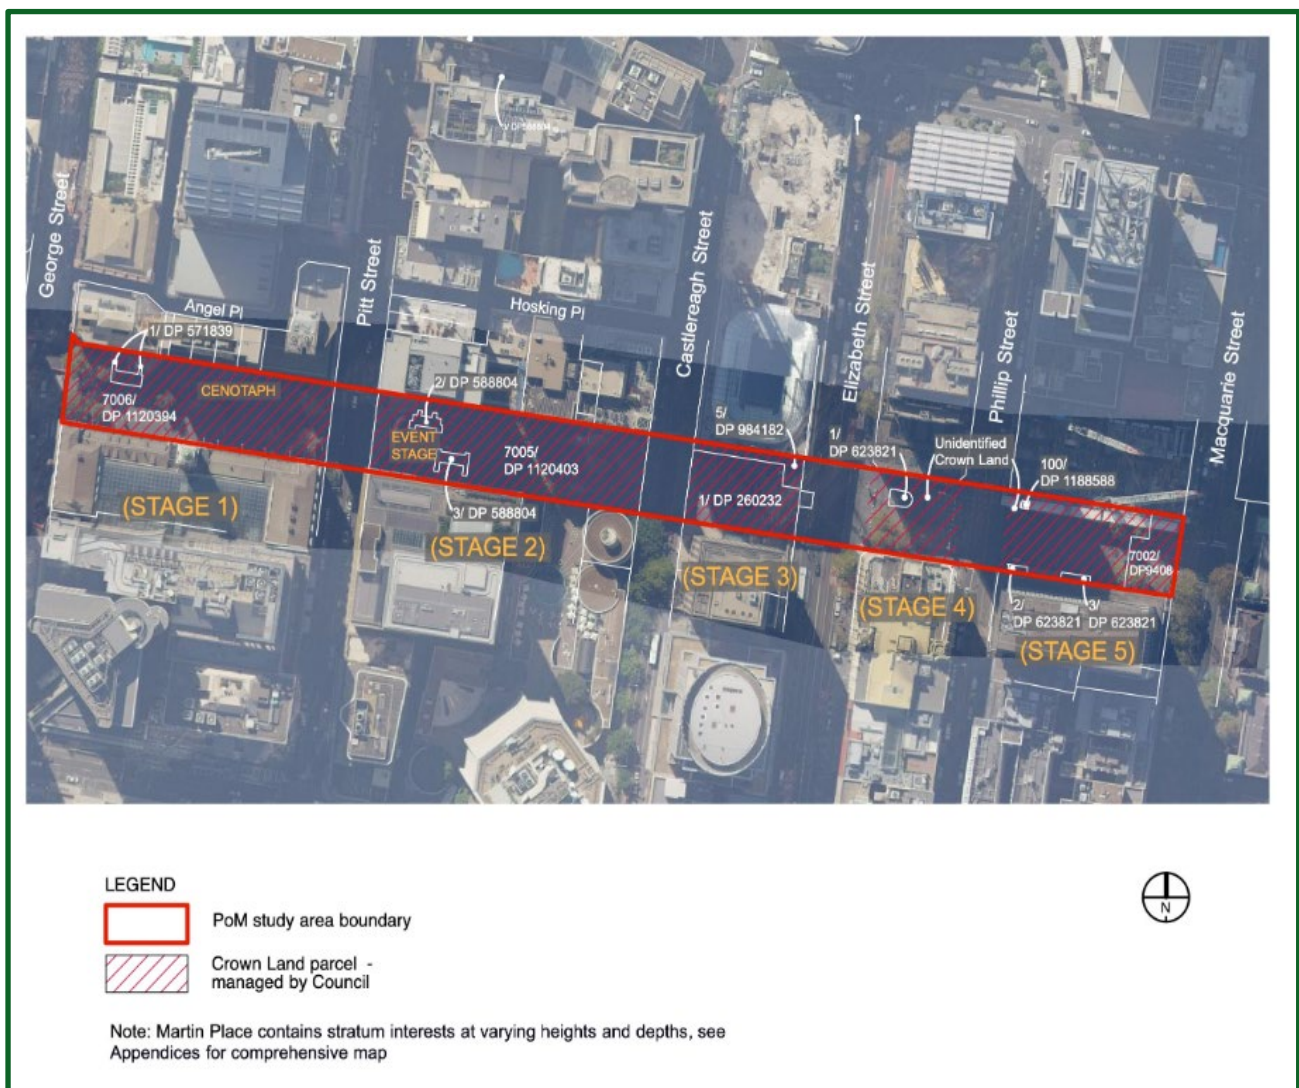 1/ DP588804
George Street
Pitt Street
Castlereagh Street
Elizabeth Street
Phillip Street
Macquarie Street
Angel Pl
Hosking Pl
1/ DP 571839
CENOTAPH
7006/
DP 1120394
2/ DP 588804
EVENT
STAGE
7005/
DP 1120403
3/ DP 588804
5/
DP 984182
1/
DP 623821
Unidentified
Crown Land
100/
DP 1188588
1/ DP 260232
7002/
DP9408
2/
DP 623821
3/
DP 623821
(STAGE 1)
(STAGE 2)
(STAGE 3)
(STAGE 4)
(STAGE 5)
LEGEND
PoM study area boundary
Crown Land parcel -
managed by Council
N
Note: Martin Place contains stratum interests at varying heights and depths, see
Appendices for comprehensive map